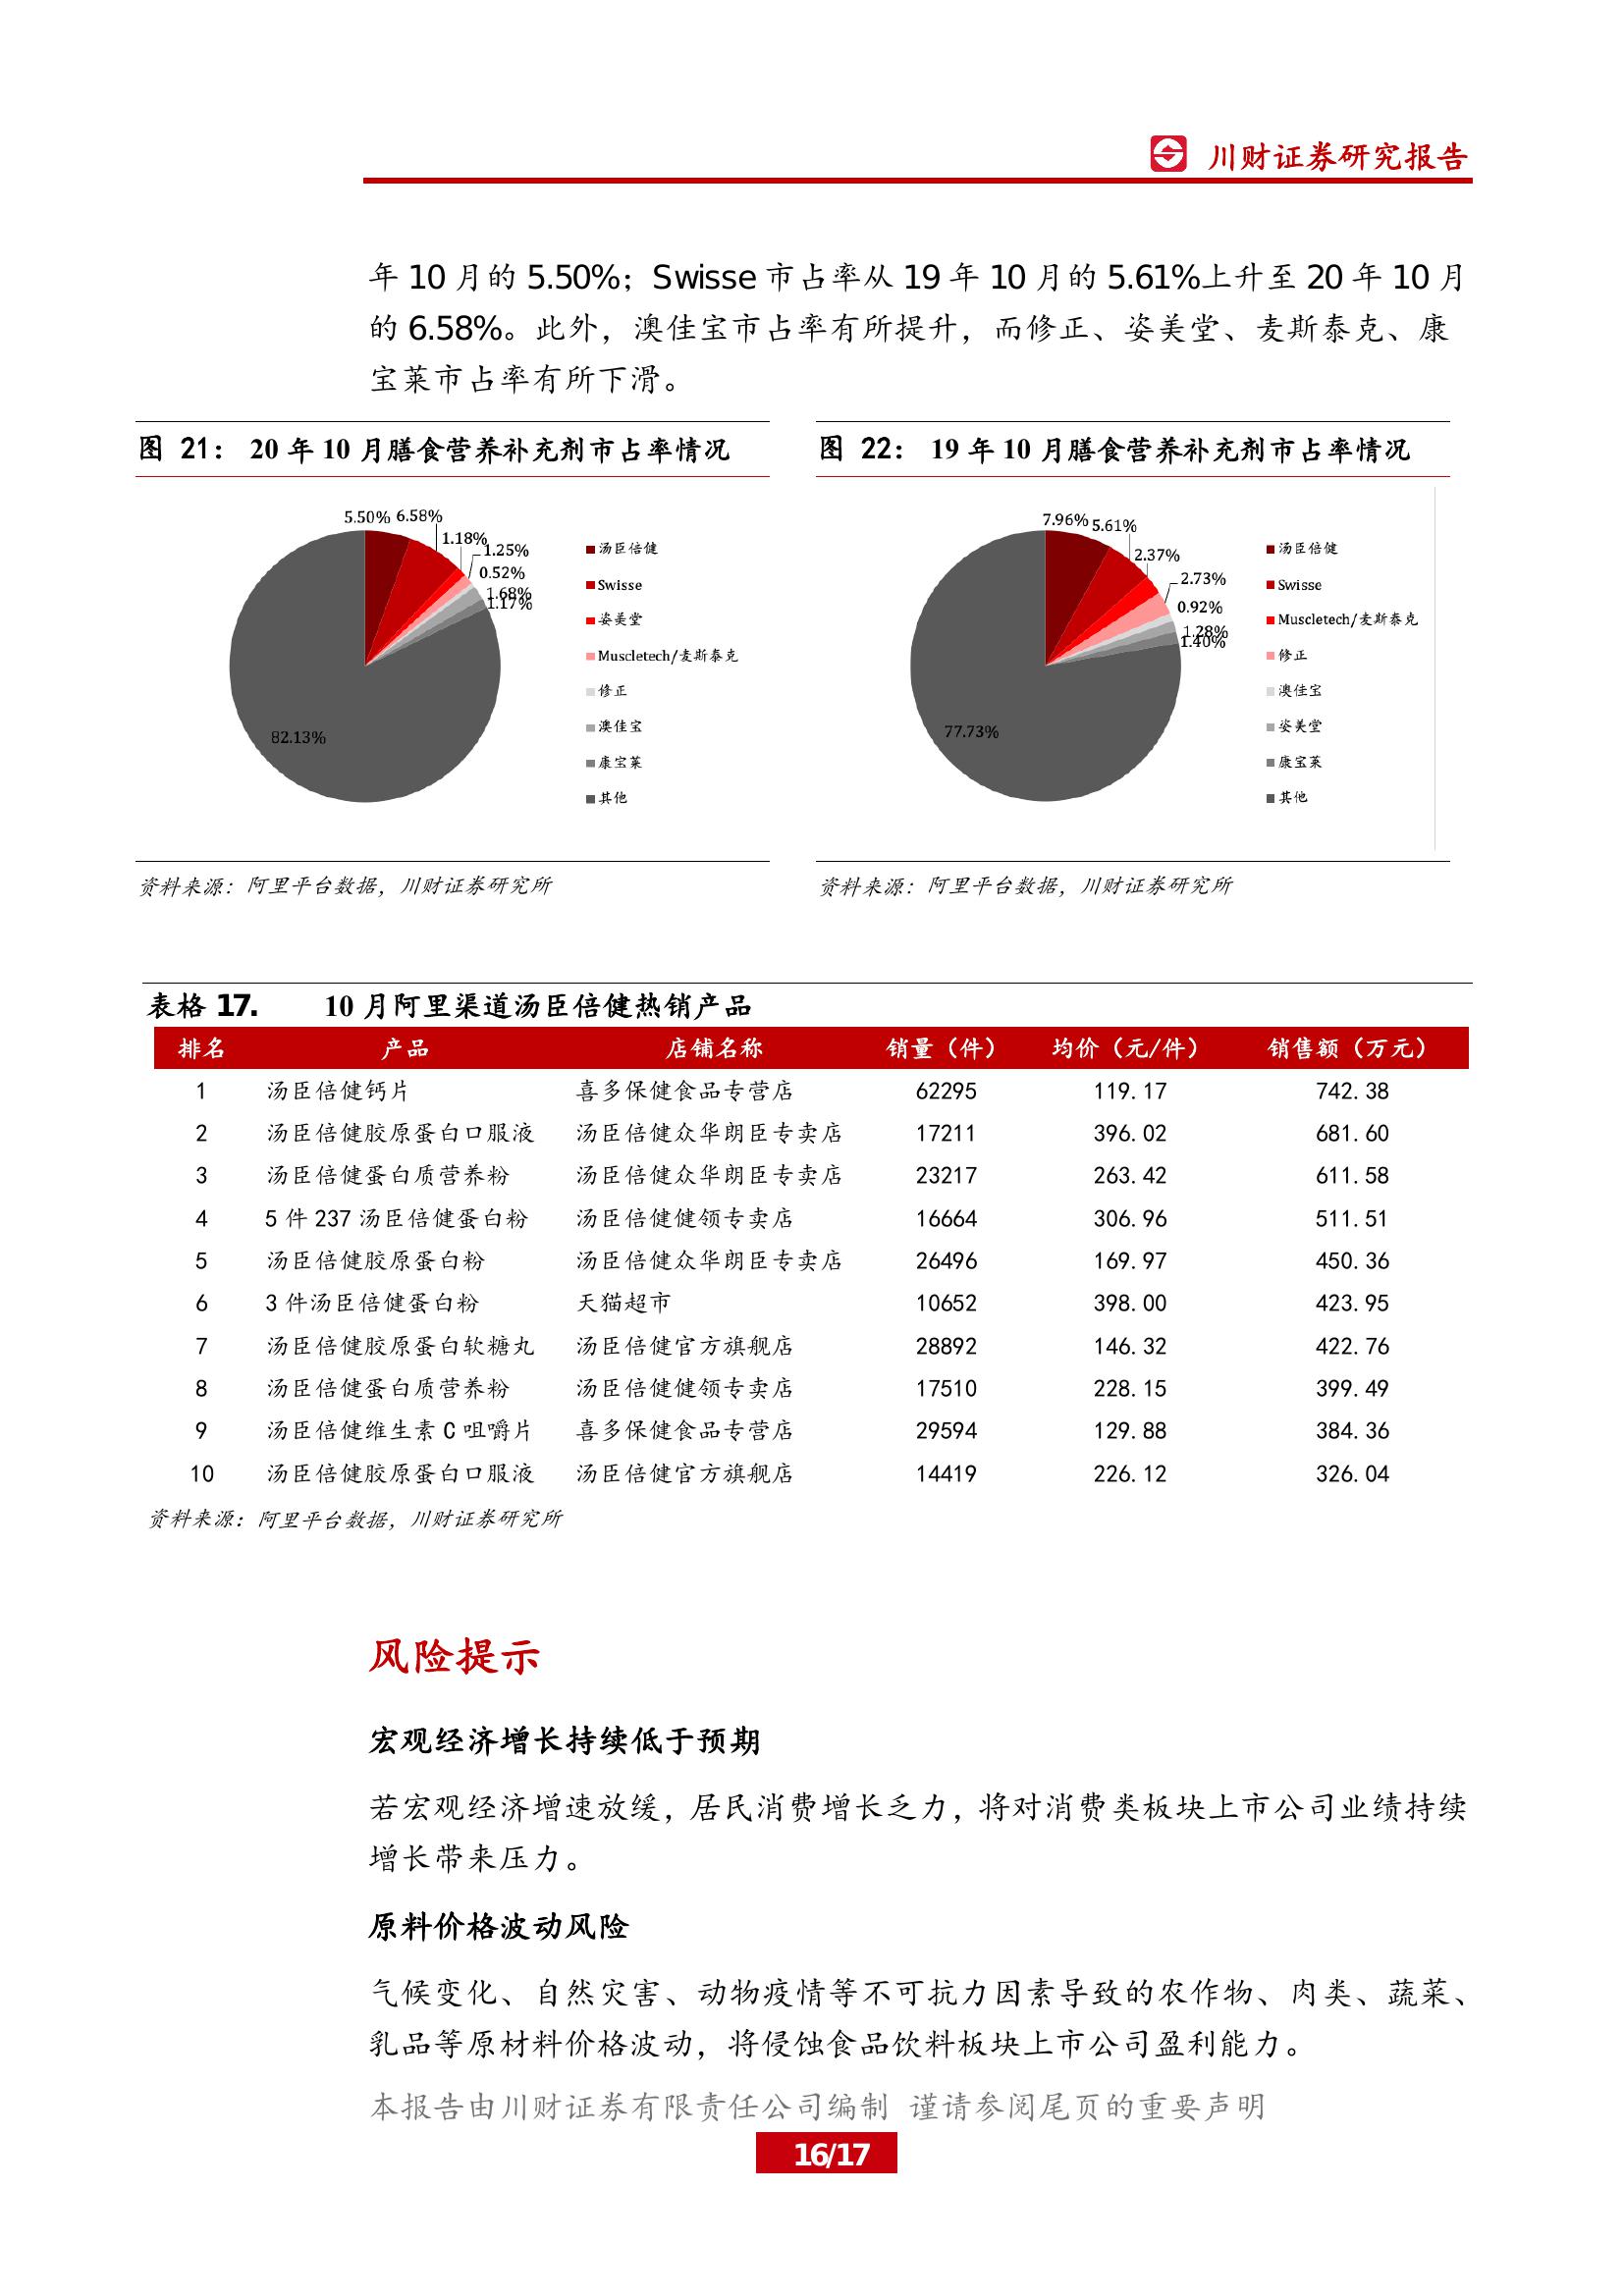 川财证券研究报告
年 10 月的 5.50%；Swisse 市占率从 19 年 10 月的 5.61%上升至 20 年 10 月
的 6.58%。此外，澳佳宝市占率有所提升，而修正、姿美堂、麦斯泰克、康
宝莱市占率有所下滑。
图 21： 20 年 10 月膳食营养补充剂市占率情况
5.50% 6.58%
1.18%
1.25%
0.52%
1.68%
1.17%
82.13%
汤臣倍健
Swisse
姿美堂
Muscletech/麦斯泰克
修正
澳佳宝
康宝莱
其他
资料来源：阿里平台数据，川财证券研究所
图 22： 19 年 10 月膳食营养补充剂市占率情况
7.96% 5.61%
2.37%
2.73%
0.92%
1.28%
1.40%
77.73%
汤臣倍健
Swisse
Muscletech/麦斯泰克
修正
澳佳宝
姿美堂
康宝莱
其他
资料来源：阿里平台数据，川财证券研究所
表格 17. 10 月阿里渠道汤臣倍健热销产品
排名 产品 店铺名称 销量（件） 均价（元/件） 销售额（万元）
1 汤臣倍健钙片 喜多保健食品专营店 62295 119.17 742.38
2 汤臣倍健胶原蛋白口服液 汤臣倍健众华朗臣专卖店 17211 396.02 681.60
3 汤臣倍健蛋白质营养粉 汤臣倍健众华朗臣专卖店 23217 263.42 611.58
4 5 件 237 汤臣倍健蛋白粉 汤臣倍健健领专卖店 16664 306.96 511.51
5 汤臣倍健胶原蛋白粉 汤臣倍健众华朗臣专卖店 26496 169.97 450.36
6 3 件汤臣倍健蛋白粉 天猫超市 10652 398.00 423.95
7 汤臣倍健胶原蛋白软糖丸 汤臣倍健官方旗舰店 28892 146.32 422.76
8 汤臣倍健蛋白质营养粉 汤臣倍健健领专卖店 17510 228.15 399.49
9 汤臣倍健维生素 C 咀嚼片 喜多保健食品专营店 29594 129.88 384.36
10 汤臣倍健胶原蛋白口服液 汤臣倍健官方旗舰店 14419 226.12 326.04
资料来源：阿里平台数据，川财证券研究所
风险提示
宏观经济增长持续低于预期
若宏观经济增速放缓，居民消费增长乏力，将对消费类板块上市公司业绩持续
增长带来压力。
原料价格波动风险
气候变化、自然灾害、动物疫情等不可抗力因素导致的农作物、肉类、蔬菜、
乳品等原材料价格波动，将侵蚀食品饮料板块上市公司盈利能力。
本报告由川财证券有限责任公司编制 谨请参阅尾页的重要声明
16/17